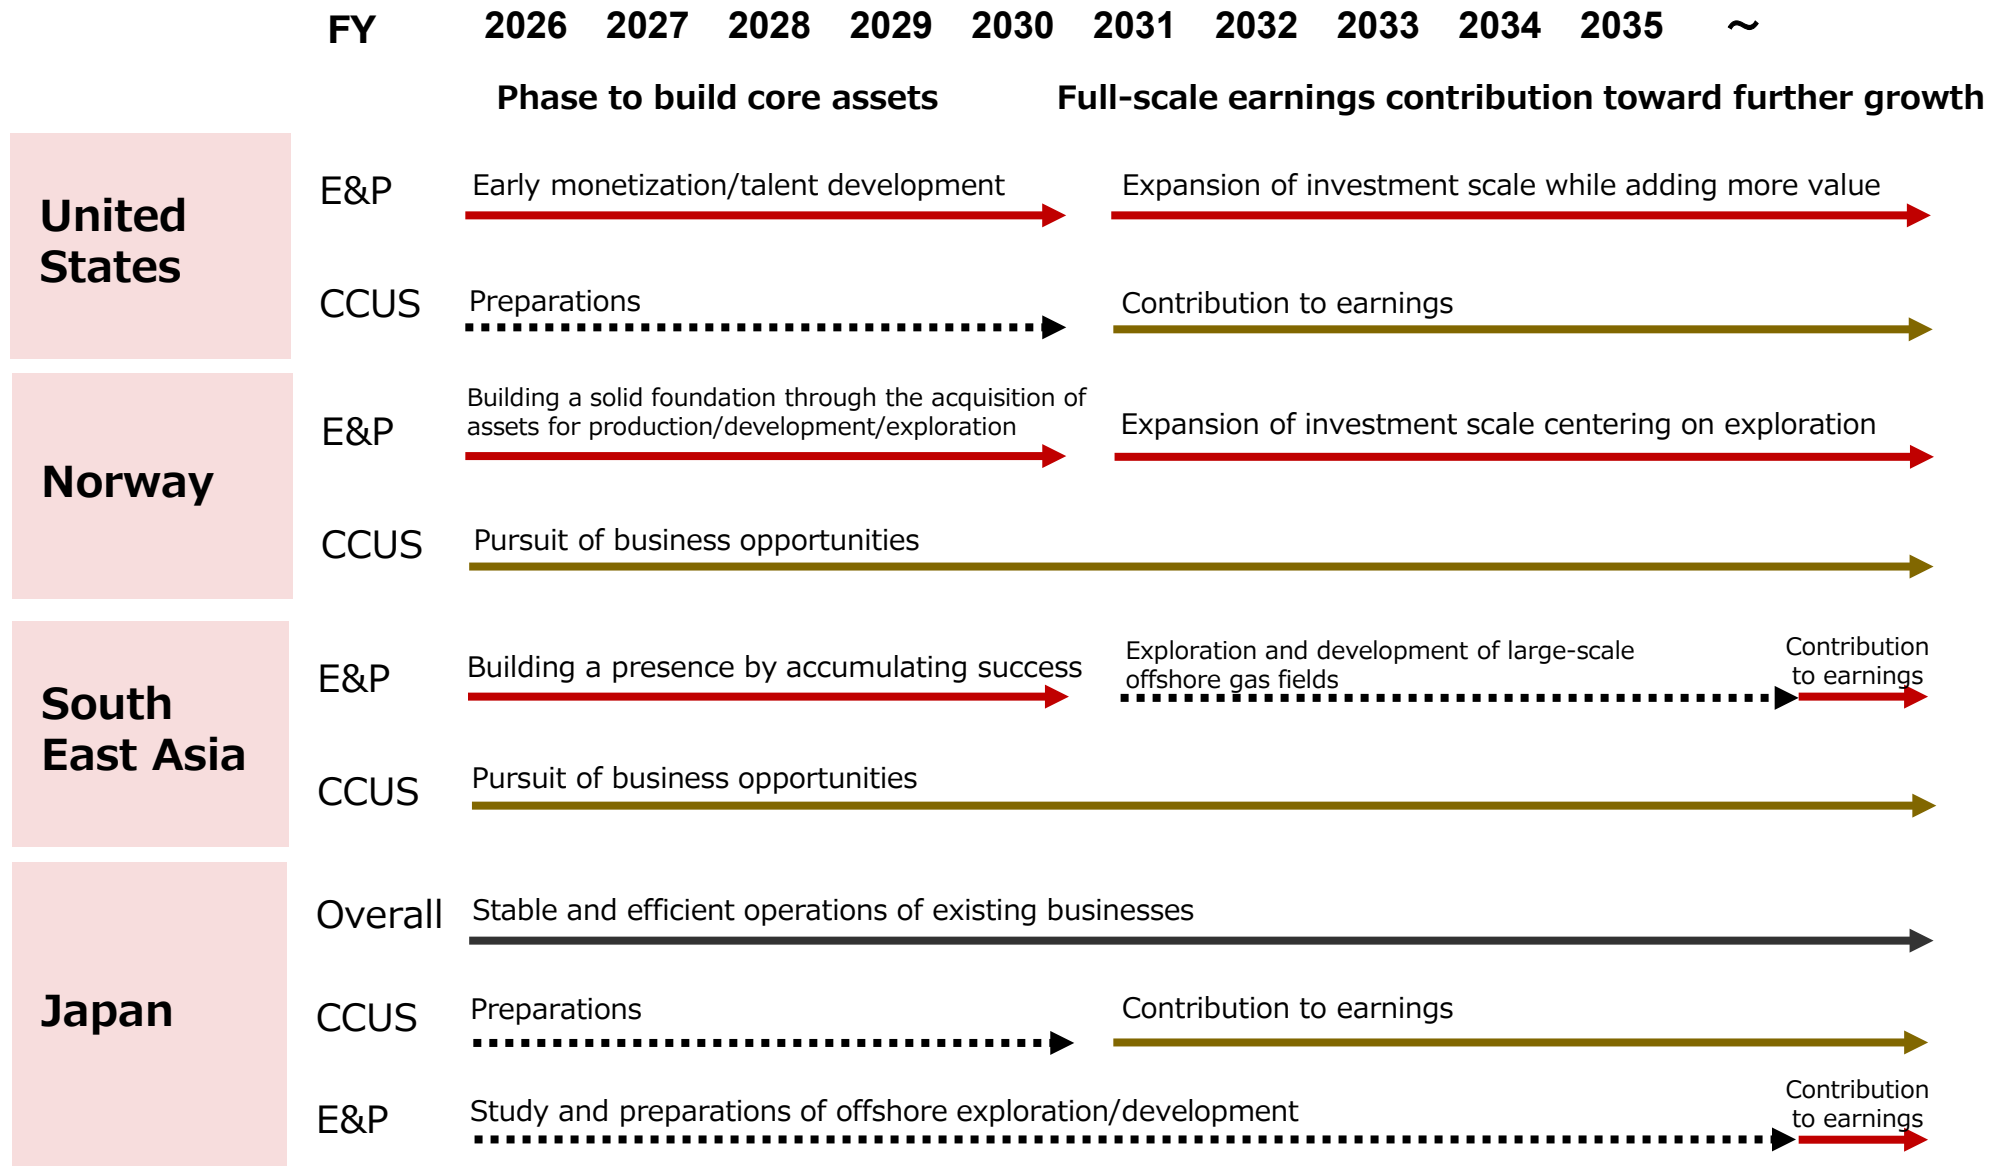 FY 2026 2027 2028 2029 2030 2031 2032 2033 2034 2035 ～
Phase to build core assets
Full-scale earnings contribution toward further growth
United
States
E&P
Early monetization/talent development
Expansion of investment scale while adding more value
CCUS
Preparations
Contribution to earnings
Norway
E&P
Building a solid foundation through the acquisition of
assets for production/development/exploration
Expansion of investment scale centering on exploration
CCUS
Pursuit of business opportunities
South
East Asia
E&P
Building a presence by accumulating success
Exploration and development of large-scale
offshore gas fields
Contribution
to earnings
CCUS
Pursuit of business opportunities
Japan
Overall
Stable and efficient operations of existing businesses
CCUS
Preparations
Contribution to earnings
E&P
Study and preparations of offshore exploration/development
Contribution
to earnings